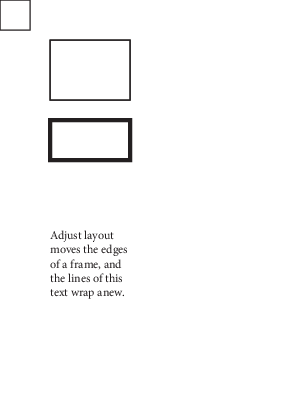 Adjust layout
moves the edges
of a frame, and
the lines of this
text wrap anew.